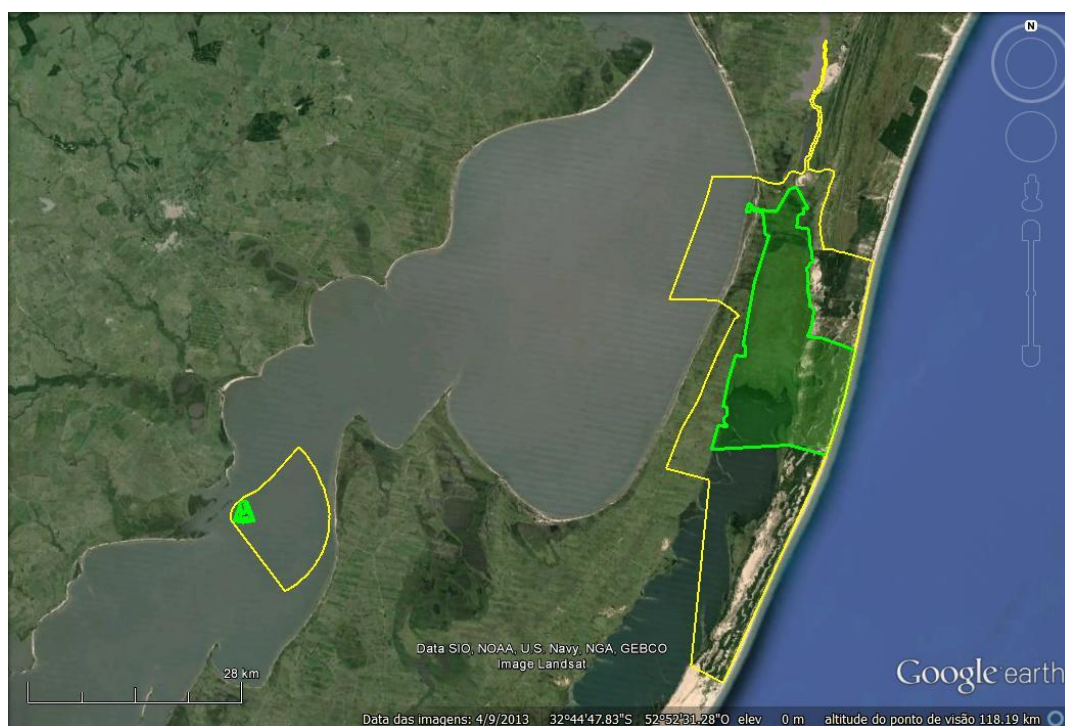 N
Data SIO, NOAA, U.S. Navy, NGA, GEBCO
Image Landsat
28 km
Google earth
Data das imagens: 4/9/2013 32°44'47.83"S 52°52'31.28"O elev 0 m altitude do ponto de visão 118.19 km